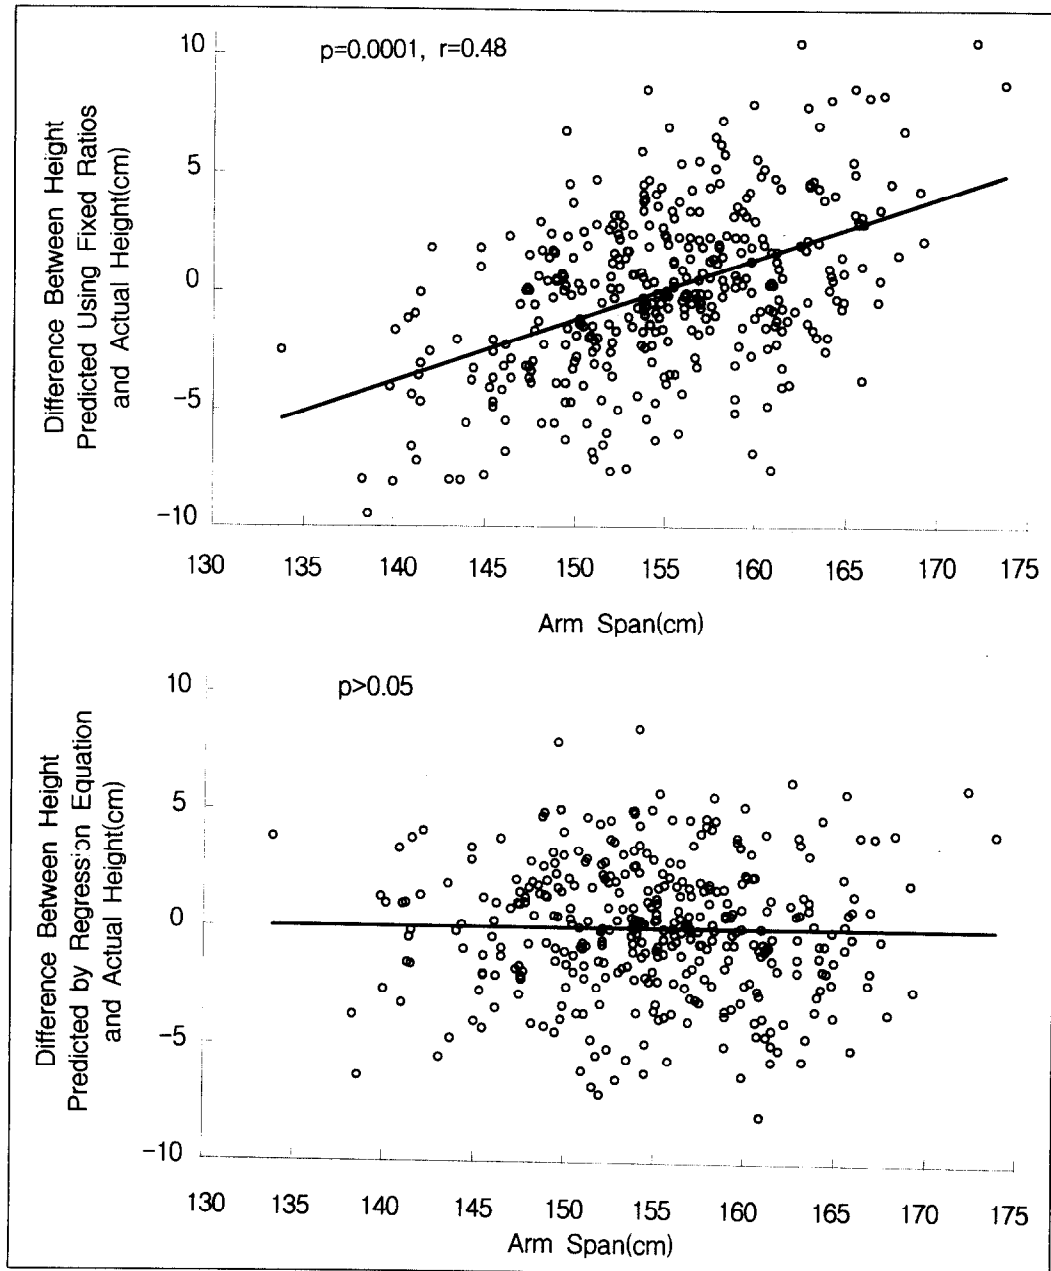 p=0.0001, r=0.48
Difference Between Height
Predicted Using Fixed Ratios
and Actual Height(cm)
10
5
0
-5
-10
130 135 140 145 150 155 160 165 170 175
Arm Span(cm)
p>0.05
Difference Between Height
Predicted by Regression Equation
and Actual Height(cm)
10
5
0
-5
-10
130 135 140 145 150 155 160 165 170 175
Arm Span(cm)